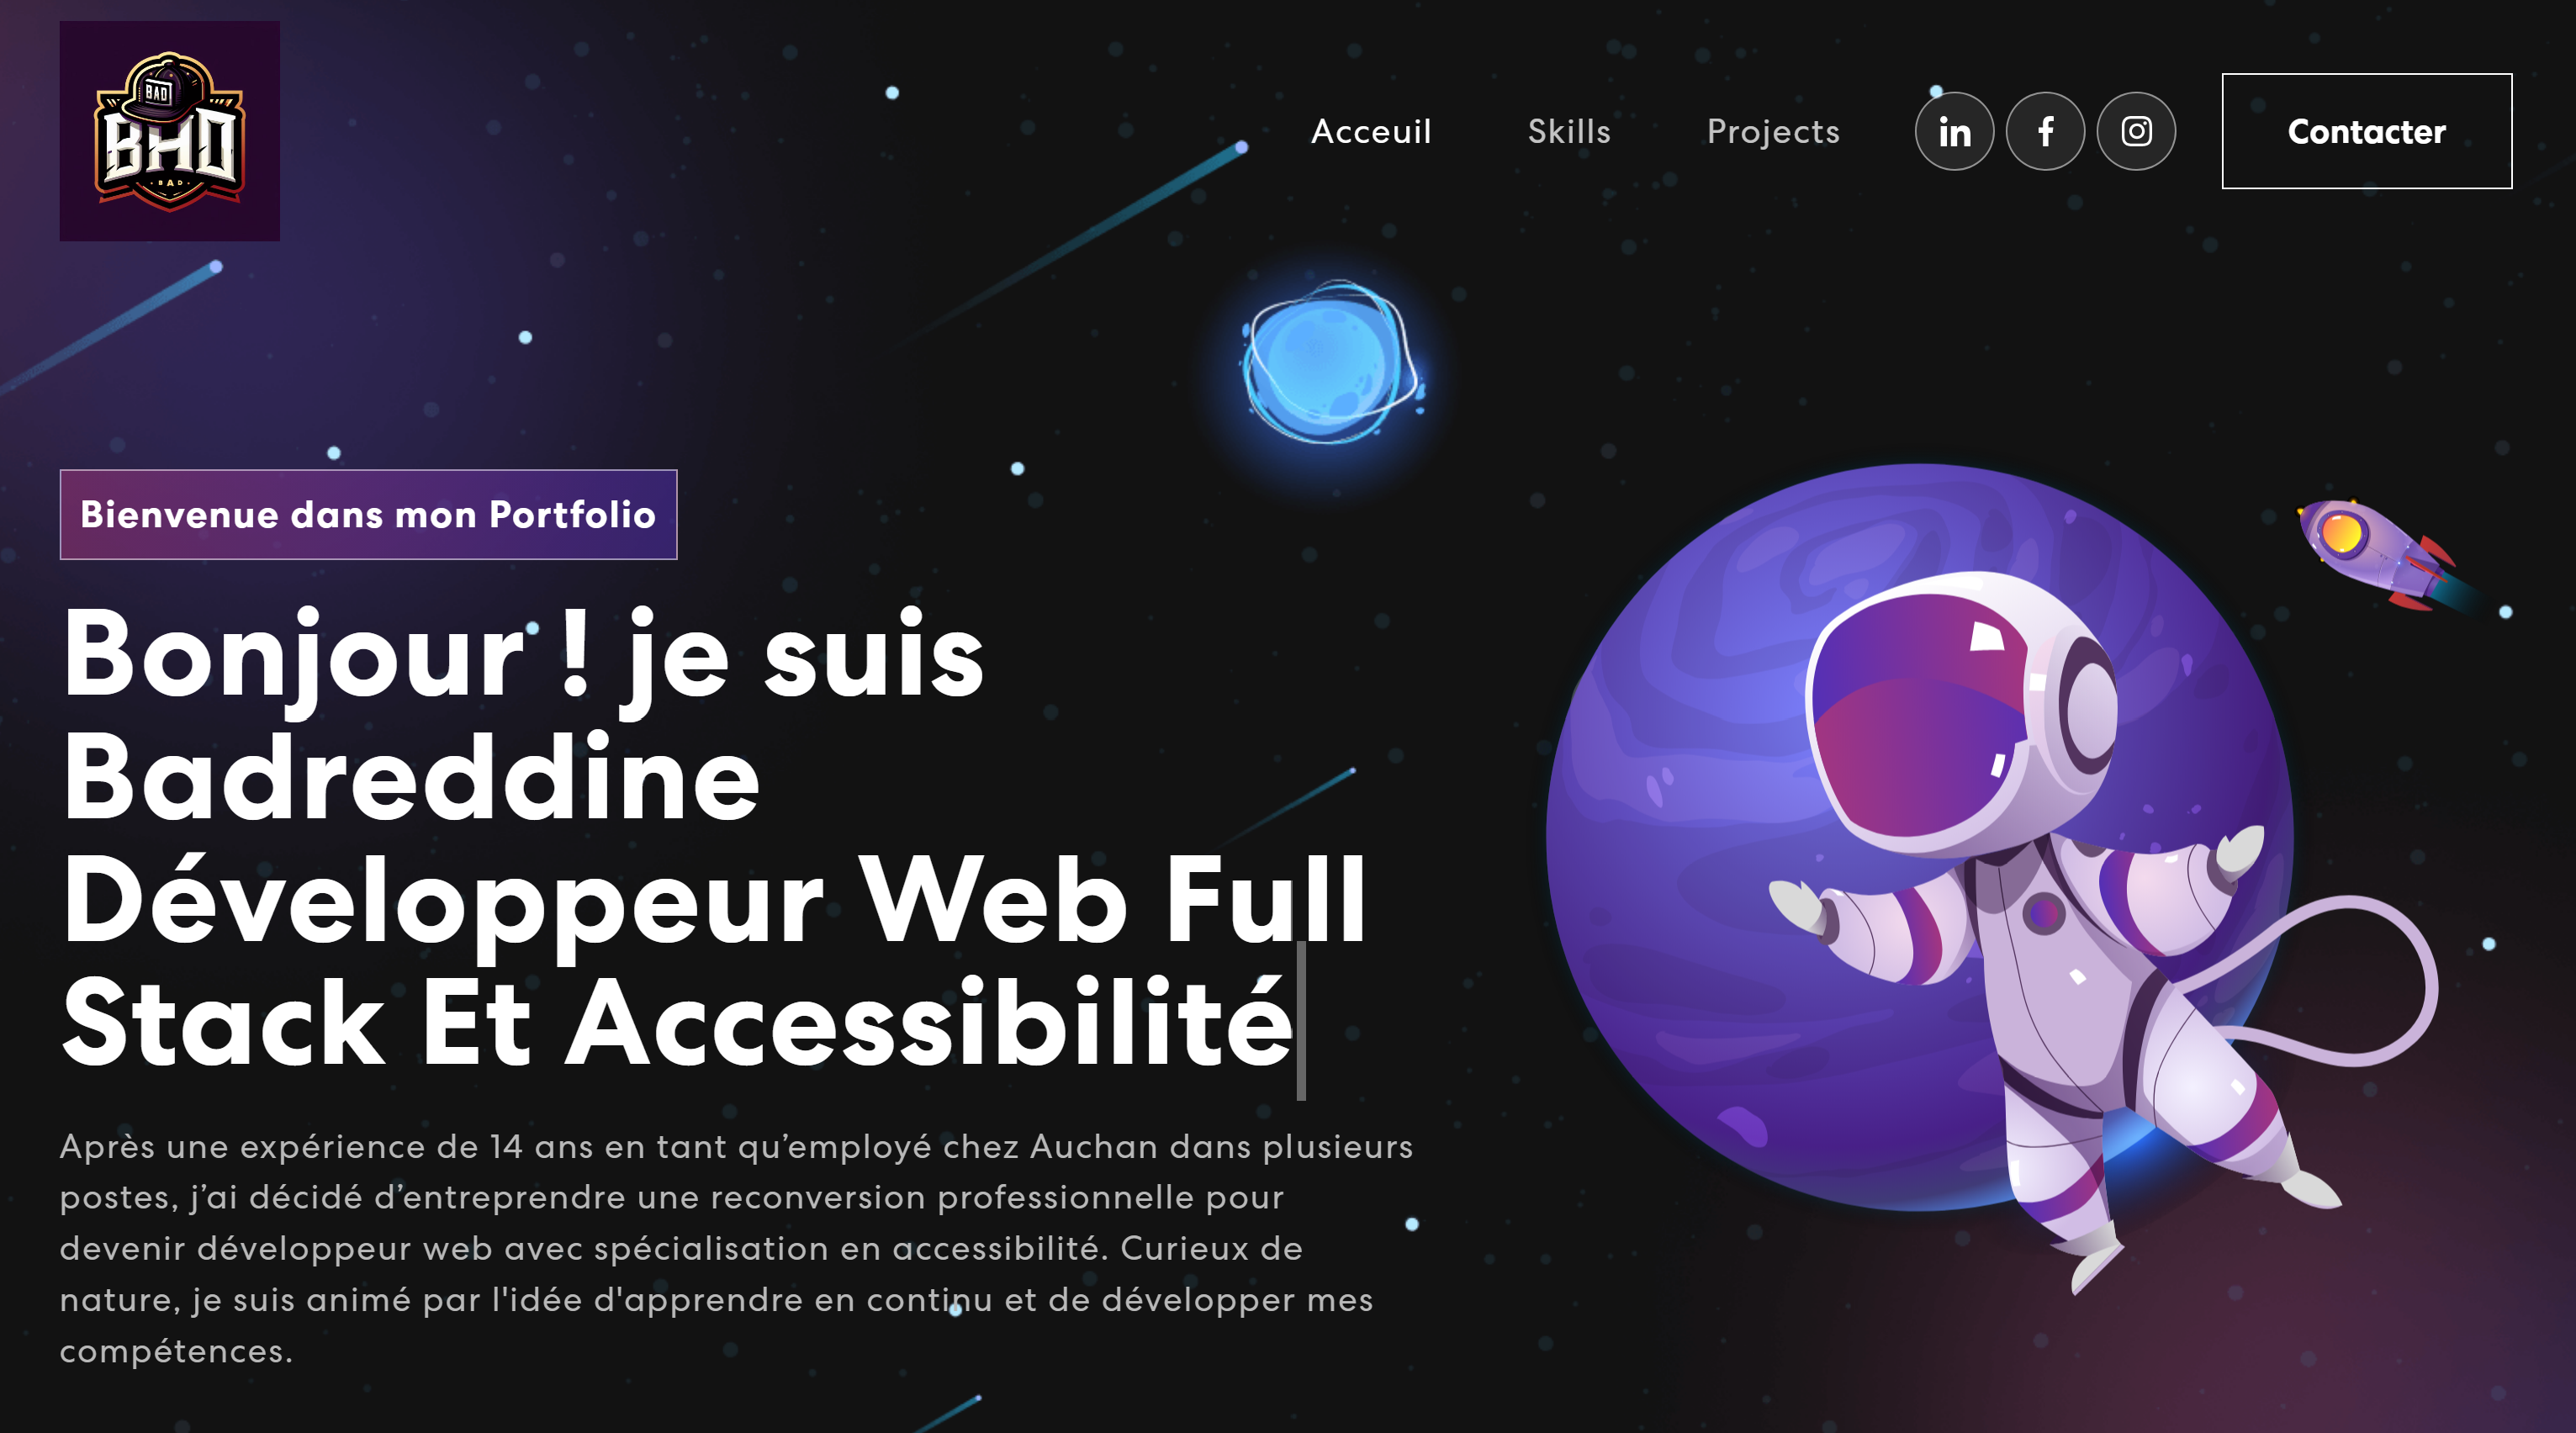 BAD
BHD
BAD
Acceuil
Skills
Projects
in
f
Contacter
Bienvenue dans mon Portfolio
Bonjour ! je suis
Badreddine
Développeur Web Full
Stack Et Accessibilité
Après une expérience de 14 ans en tant qu’employé chez Auchan dans plusieurs
postes, j’ai décidé d’entreprendre une reconversion professionnelle pour
devenir développeur web avec spécialisation en accessibilité. Curieux de
nature, je suis animé par l'idée d'apprendre en continu et de développer mes
compétences.